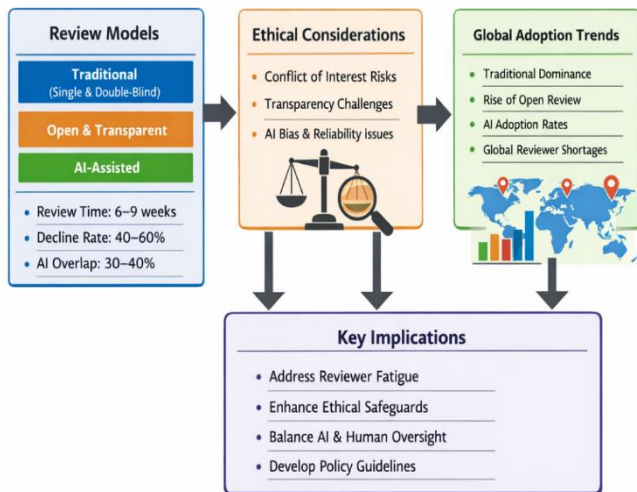 Review Models
Traditional
(Single & Double-Blind)
Open & Transparent
AI-Assisted
• Review Time: 6–9 weeks
• Decline Rate: 40–60%
• AI Overlap: 30–40%
Ethical Considerations
• Conflict of Interest Risks
• Transparency Challenges
• AI Bias & Reliability Issues
Global Adoption Trends
• Traditional Dominance
• Rise of Open Review
• AI Adoption Rates
• Global Reviewer Shortages
Key Implications
• Address Reviewer Fatigue
• Enhance Ethical Safeguards
• Balance AI & Human Oversight
• Develop Policy Guidelines